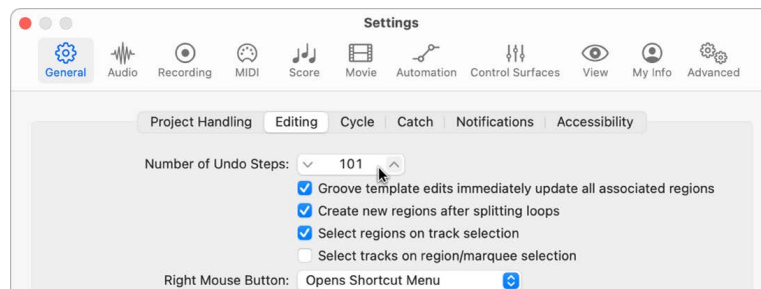 Settings
General Audio Recording MIDI Score Movie Automation Control Surfaces View My Info Advanced
Project Handling Editing Cycle Catch Notifications Accessibility
Number of Undo Steps: 101
Groove template edits immediately update all associated regions
Create new regions after splitting loops
Select regions on track selection
Select tracks on region/marquee selection
Right Mouse Button: Opens Shortcut Menu